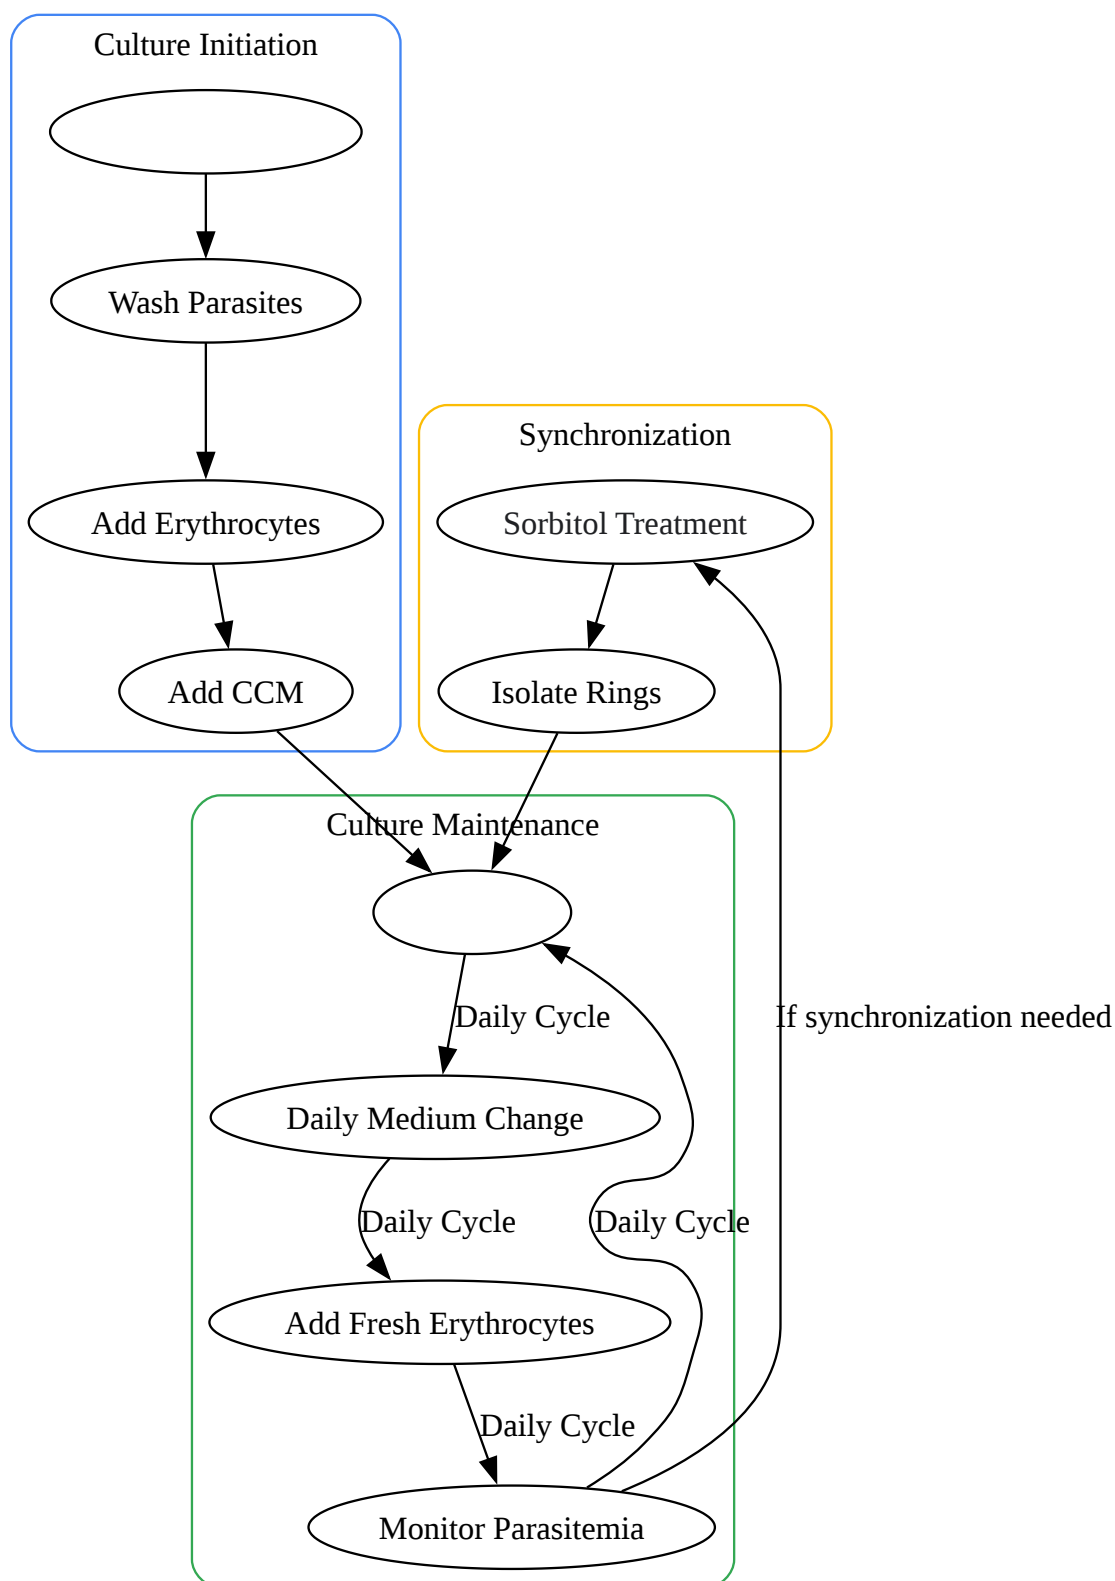 Culture Initiation
Wash Parasites
Add Erythrocytes
Add CCM
Synchronization
Sorbitol Treatment
Isolate Rings
Culture Maintenance
Daily Cycle
If synchronization needed
Daily Medium Change
Daily Cycle
Daily Cycle
Add Fresh Erythrocytes
Daily Cycle
Monitor Parasitemia